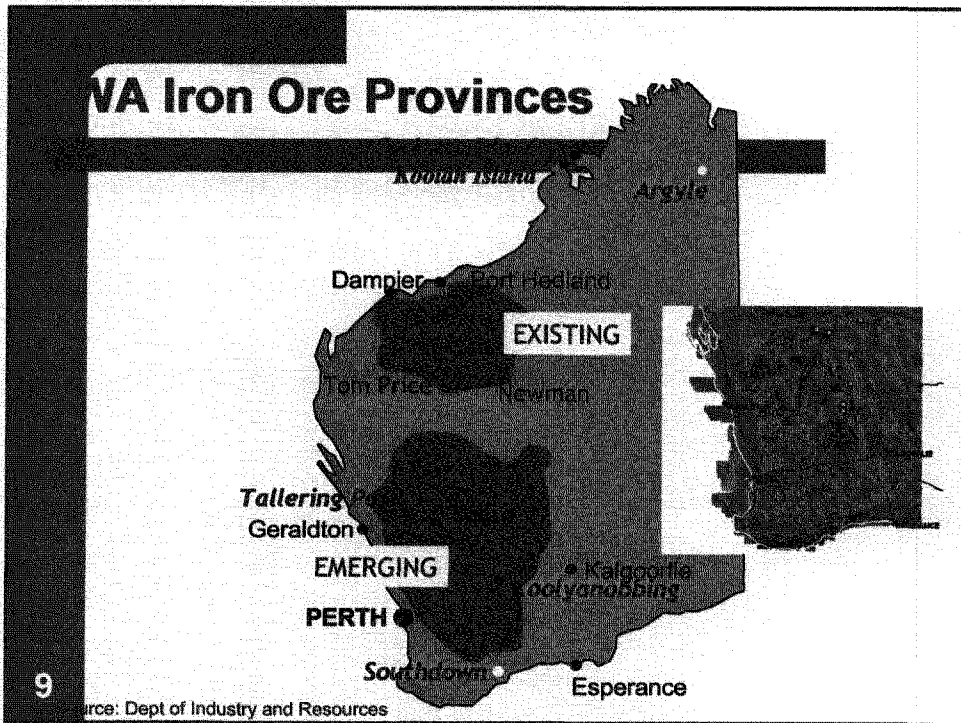 WA Iron Ore Provinces
Koolan Island
Argyle
Dampier
Port Hedland
EXISTING
Tom Price
Newman
Tallering
Geraldton
EMERGING
Kalgoorlie
Koolyanobbing
PERTH
Southdown
Esperance
9
Source: Dept of Industry and Resources